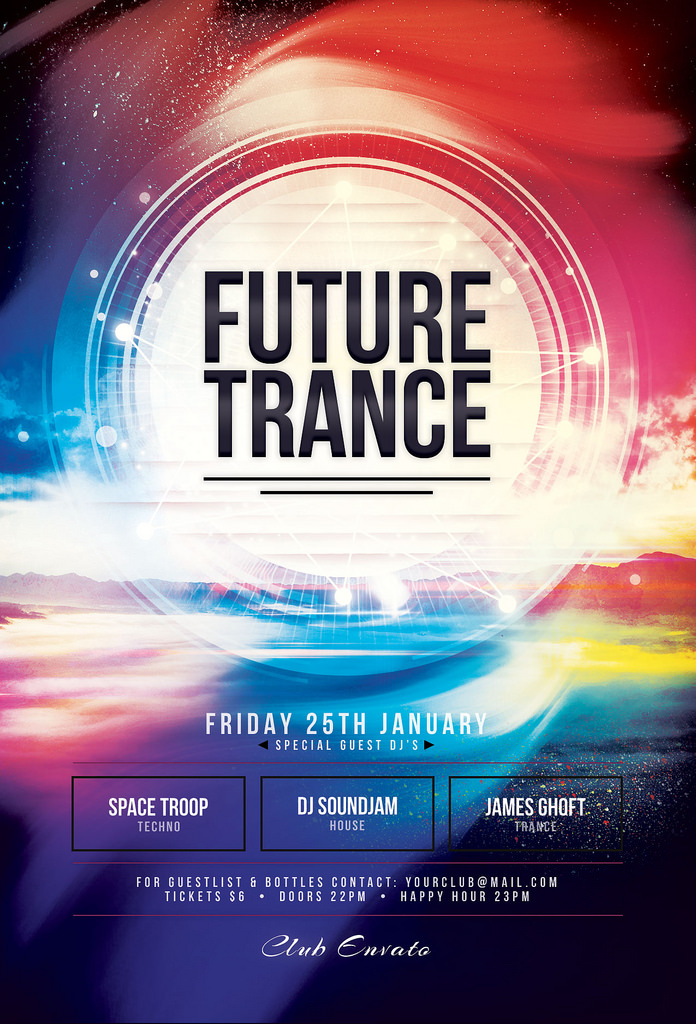 FUTURE
TRANCE
FRIDAY 25TH JANUARY
◀ SPECIAL GUEST DJ'S ▶
SPACE TROOP
TECHNO
DJ SOUNDJAM
HOUSE
JAMES GHOFT
TRANCE
FOR GUESTLIST & BOTTLES CONTACT: YOURCLUB@MAIL.COM
TICKETS $6 • DOORS 22PM • HAPPY HOUR 23PM
Club Envato